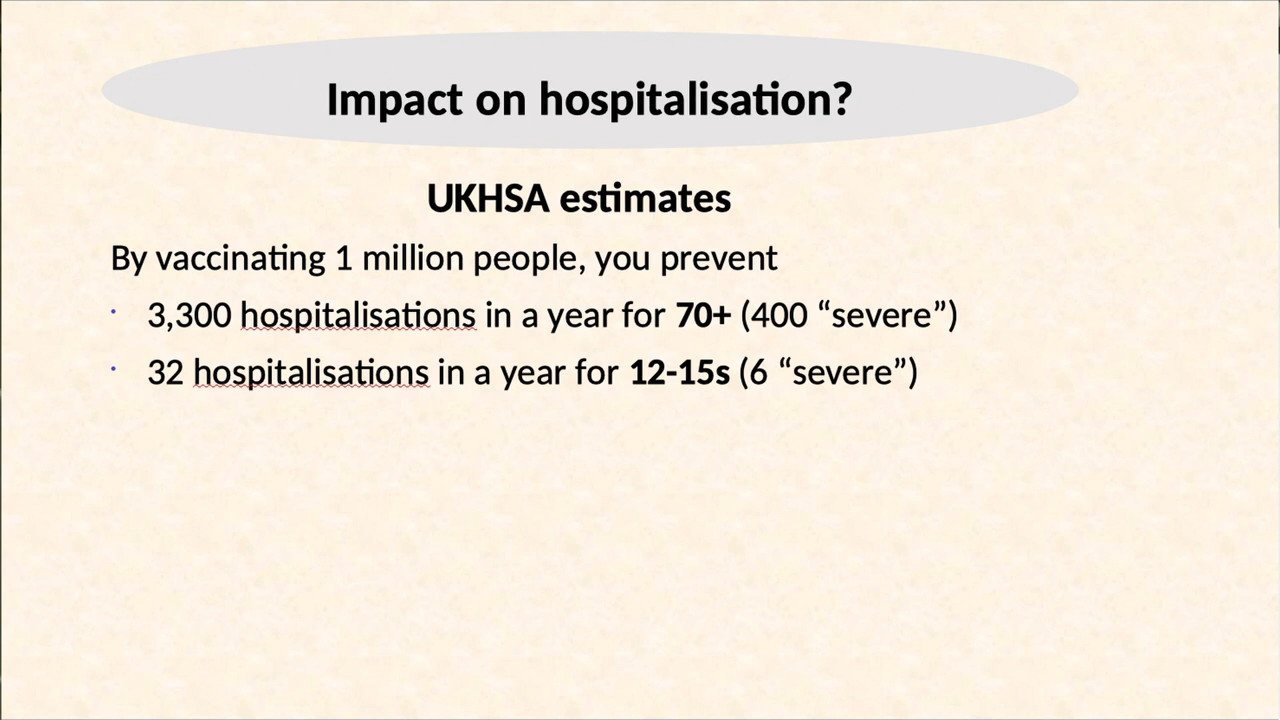 Impact on hospitalisation?
UKHSA estimates
By vaccinating 1 million people, you prevent
· 3,300 hospitalisations in a year for 70+ (400 “severe”)
· 32 hospitalisations in a year for 12-15s (6 “severe”)